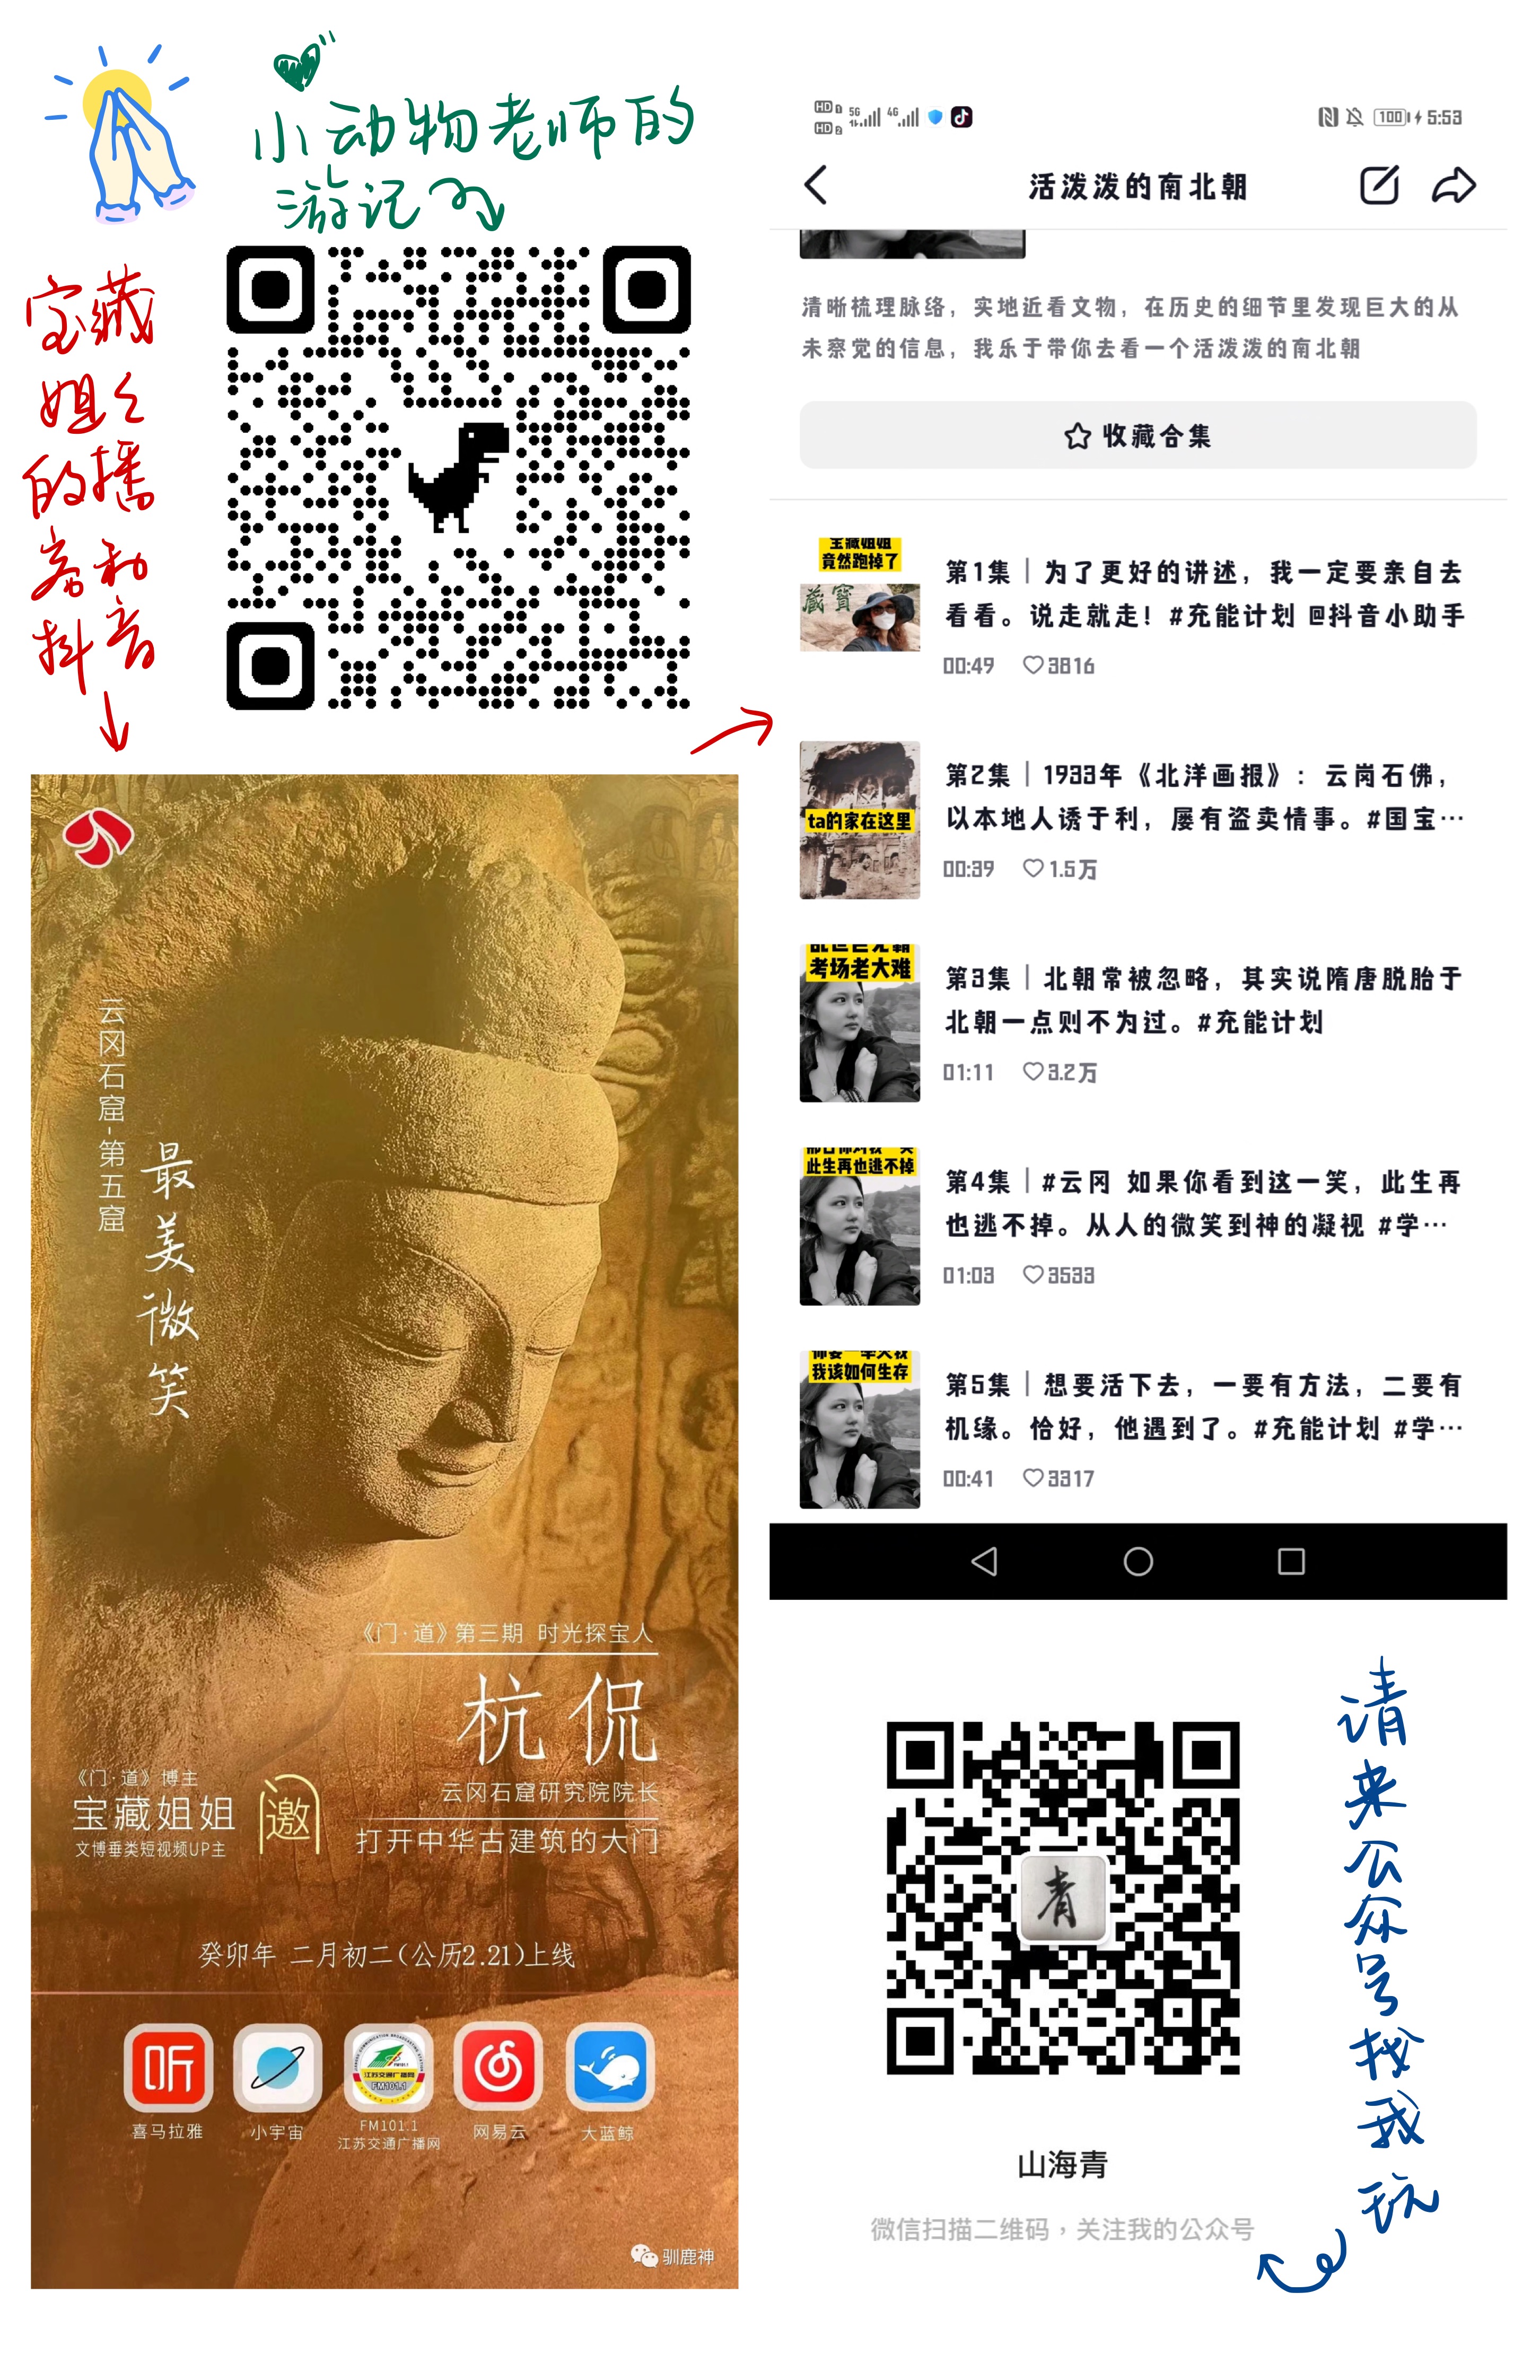 小动物老师的
游记
宝藏
姐々
的播
客和
抖音
云冈石窟-第五窟
最美微笑
《门·道》第三期 时光探宝人
杭侃
云冈石窟研究院院长
打开中华古建筑的大门
《门·道》博主
宝藏姐姐
文博垂类短视频UP主
邀
癸卯年 二月初二(公历2.21)上线
听
江苏交通广播网
FM101.1
喜马拉雅
小宇宙
FM101.1
江苏交通广播网
网易云
大蓝鲸
驯鹿神
HD 1 5G 4G
HD 2
100 5:53
活泼泼的南北朝
清晰梳理脉络，实地近看文物，在历史的细节里发现巨大的从
未察觉的信息，我乐于带你去看一个活泼泼的南北朝
收藏合集
宝藏姐姐
竟然跑掉了
藏寶
第1集｜为了更好的讲述，我一定要亲自去
看看。说走就走！#充能计划 @抖音小助手
00:49 3816
ta的家在这里
第2集｜1933年《北洋画报》：云岗石佛，
以本地人诱于利，屡有盗卖情事。#国宝…
00:39 1.5万
考场老大难
第3集｜北朝常被忽略，其实说隋唐脱胎于
北朝一点则不为过。#充能计划
01:11 3.2万
此生再也逃不掉
第4集｜#云冈 如果你看到这一笑，此生再
也逃不掉。从人的微笑到神的凝视 #学…
01:03 3533
我该如何生存
第5集｜想要活下去，一要有方法，二要有
机缘。恰好，他遇到了。#充能计划 #学…
00:41 3317
请来公众号找我玩
青
山海青
微信扫描二维码，关注我的公众号